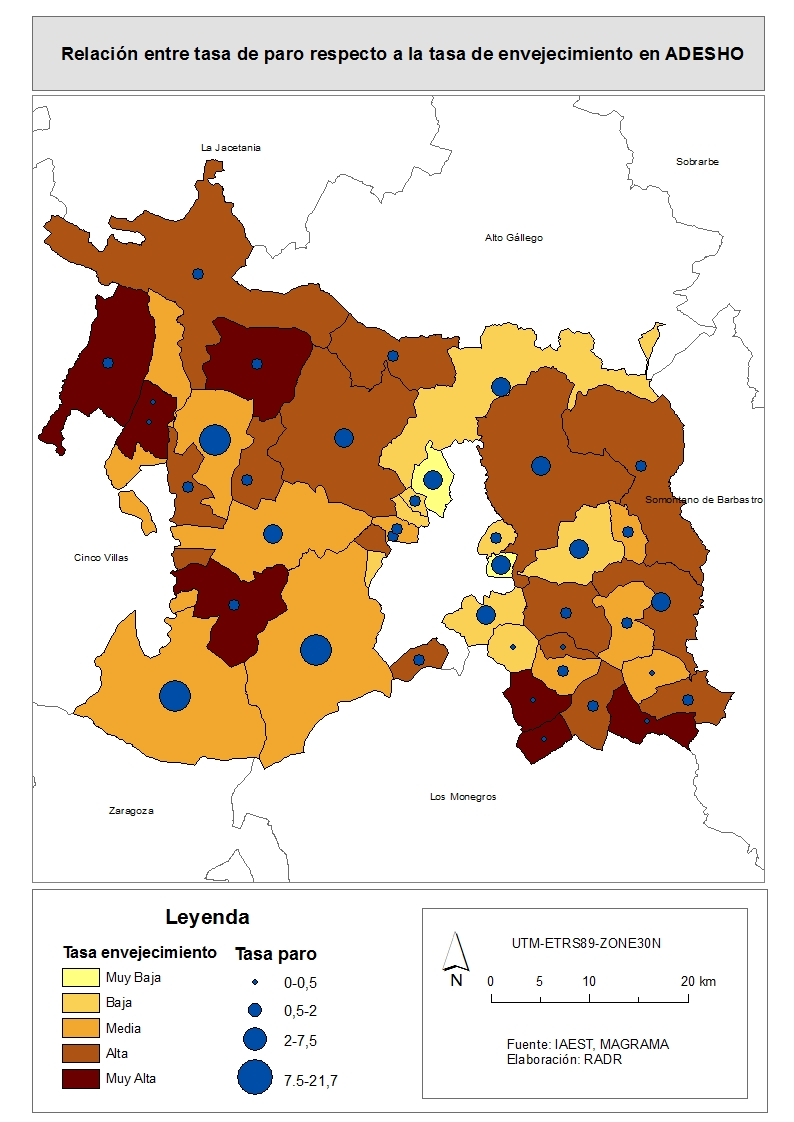 Relación entre tasa de paro respecto a la tasa de envejecimiento en ADESHO
La Jacetania
Sobrarbe
Alto Gállego
Somontano de Barbastro
Cinco Villas
Los Monegros
Zaragoza
Leyenda
Tasa envejecimiento
Muy Baja
Baja
Media
Alta
Muy Alta
Tasa paro
0-0,5
0,5-2
2-7,5
7.5-21,7
N
UTM-ETRS89-ZONE30N
0 5 10 20 km
Fuente: IAEST, MAGRAMA
Elaboración: RADR